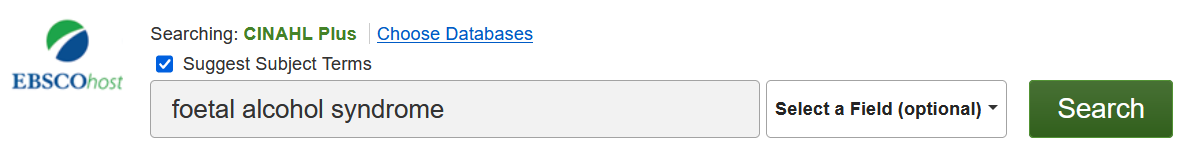 Searching: CINAHL Plus Choose Databases
Suggest Subject Terms
EBSCOhost
foetal alcohol syndrome Select a Field (optional) Search